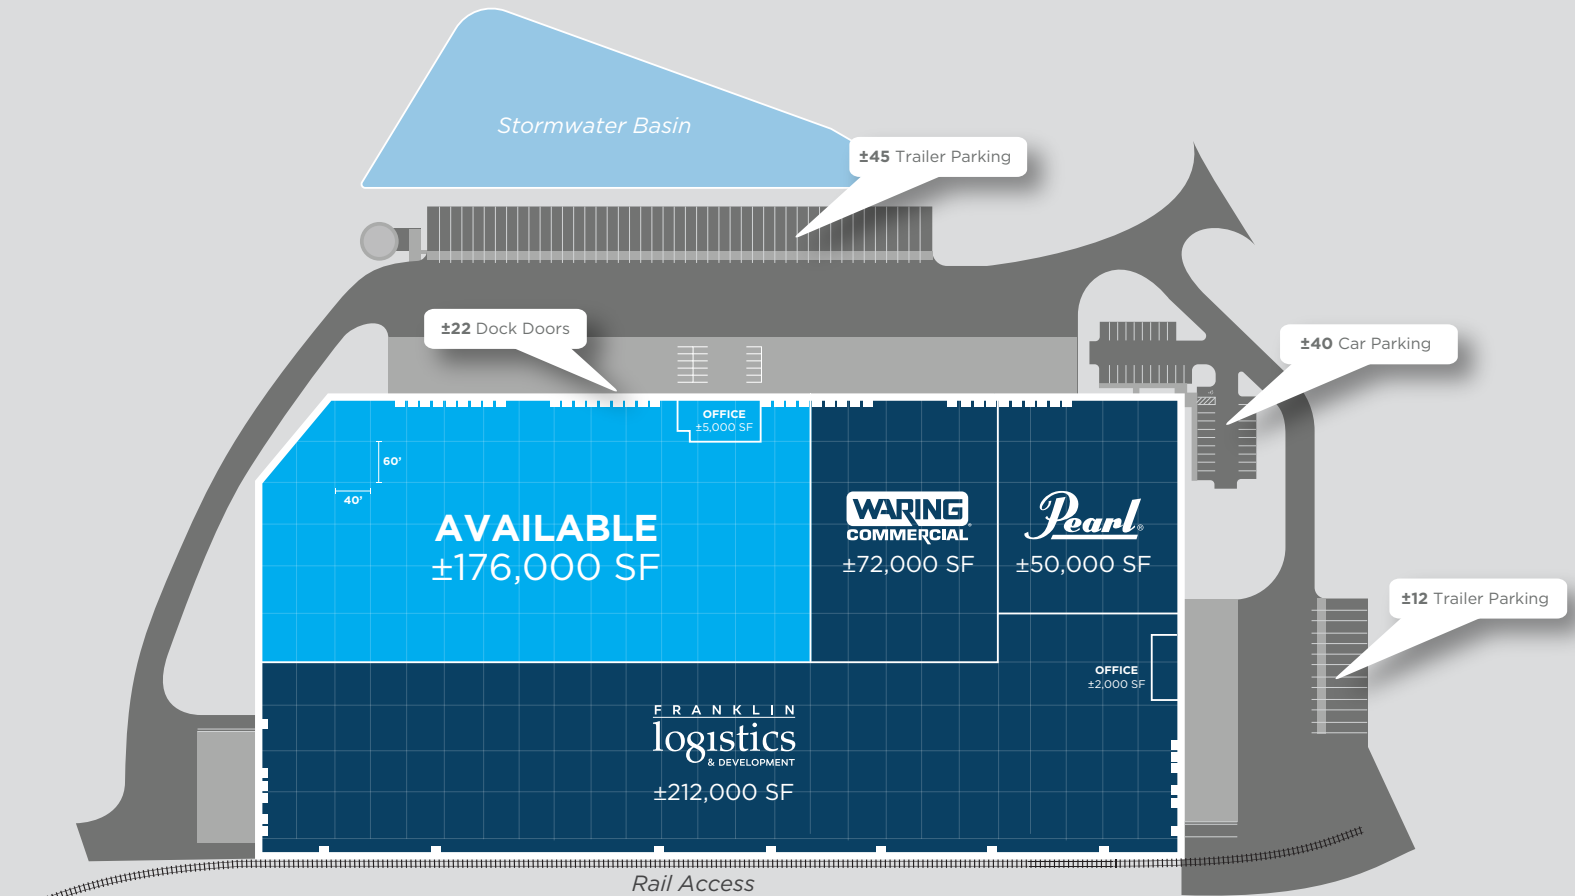 Stormwater Basin
±45 Trailer Parking
±22 Dock Doors
±40 Car Parking
OFFICE
±5,000 SF
60'
40'
AVAILABLE
±176,000 SF
WARING
COMMERCIAL
±72,000 SF
Pearl®
±50,000 SF
±12 Trailer Parking
OFFICE
±2,000 SF
FRANKLIN
logistics
& DEVELOPMENT
±212,000 SF
Rail Access